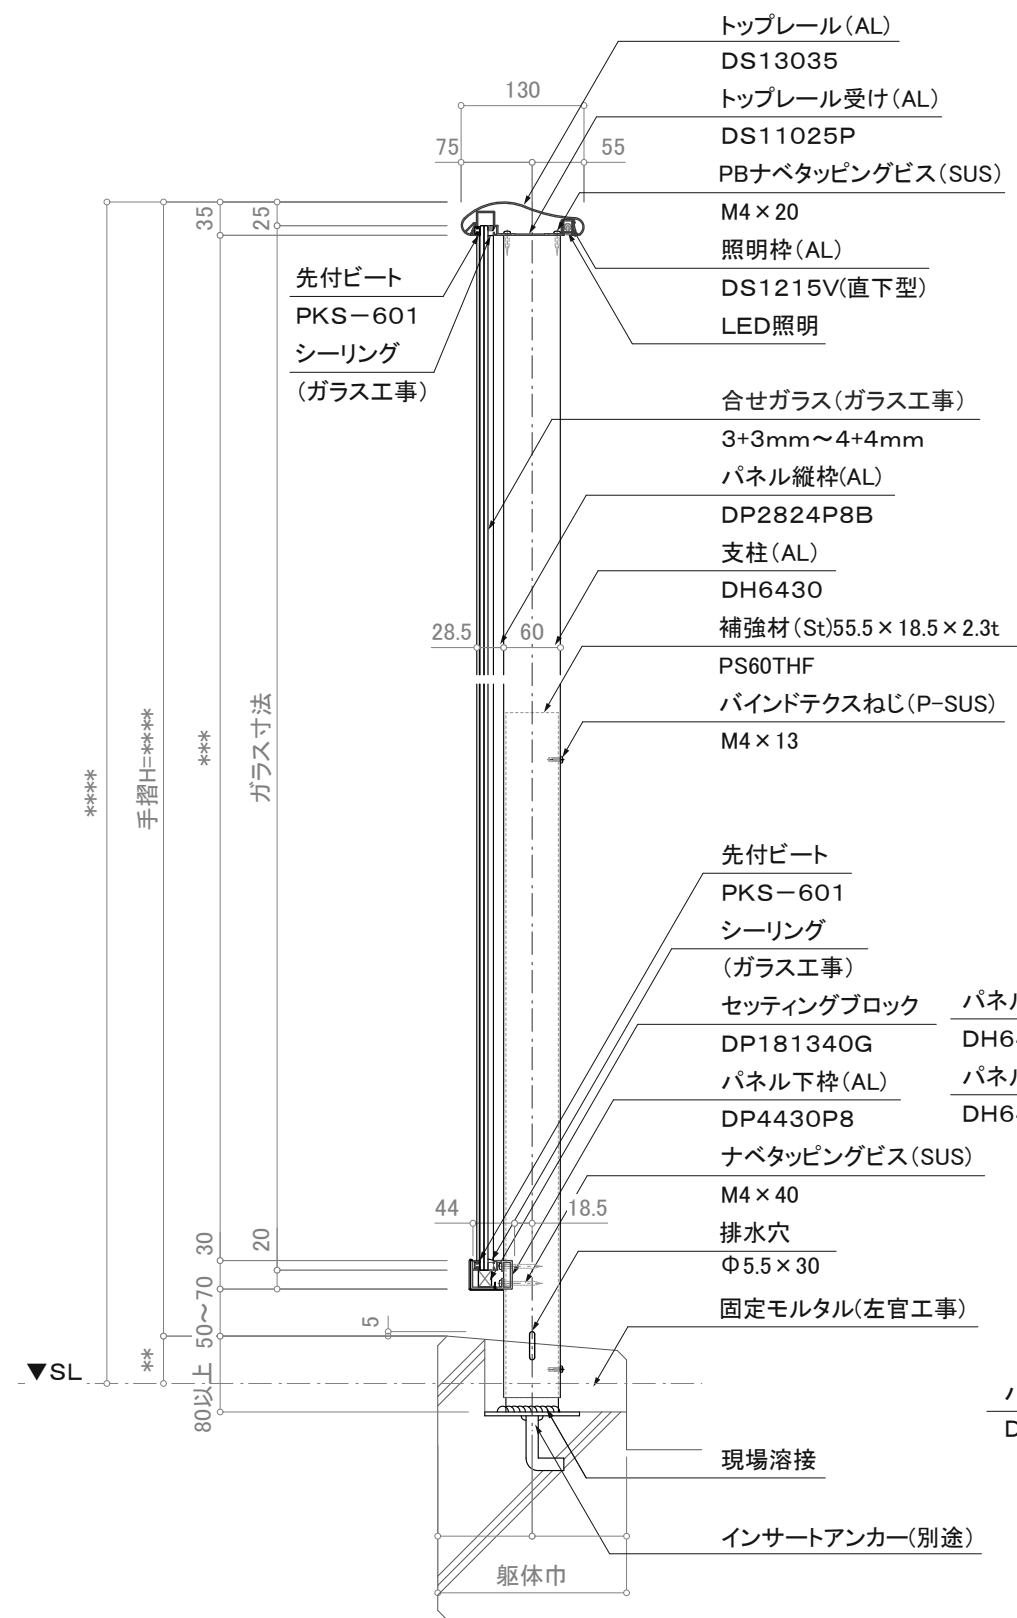 トップレール(AL)
DS13035
130
トップレール受け(AL)
DS11025P
75
55
PBナベタッピングビス(SUS)
M4×20
35
25
照明枠(AL)
DS1215V(直下型)
LED照明
先付ビート
PKS−601
シーリング
(ガラス工事)
合せガラス(ガラス工事)
3+3mm〜4+4mm
パネル縦枠(AL)
DP2824P8B
支柱(AL)
DH6430
28.5
60
補強材(St)55.5×18.5×2.3t
PS60THF
バインドテクスねじ(P-SUS)
M4×13
****
手摺H=****
***
ガラス寸法
先付ビート
PKS−601
シーリング
(ガラス工事)
セッティングブロック
DP181340G
パネル下枠(AL)
DP4430P8
ナベタッピングビス(SUS)
M4×40
44
18.5
排水穴
Φ5.5×30
30
20
50〜70
5
固定モルタル(左官工事)
▼SL
**
80以上
現場溶接
インサートアンカー(別途)
躯体巾
パネル
DH64
パネル
DH64
パ
D